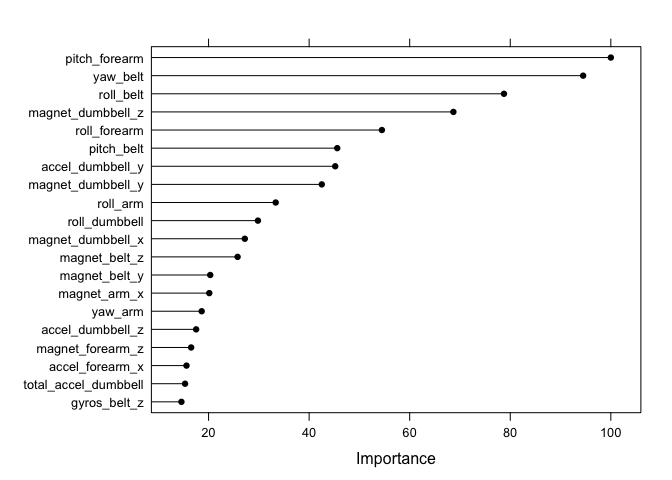 pitch_forearm
yaw_belt
roll_belt
magnet_dumbbell_z
roll_forearm
pitch_belt
accel_dumbbell_y
magnet_dumbbell_y
roll_arm
roll_dumbbell
magnet_dumbbell_x
magnet_belt_z
magnet_belt_y
magnet_arm_x
yaw_arm
accel_dumbbell_z
magnet_forearm_z
accel_forearm_x
total_accel_dumbbell
gyros_belt_z
20 40 60 80 100
Importance